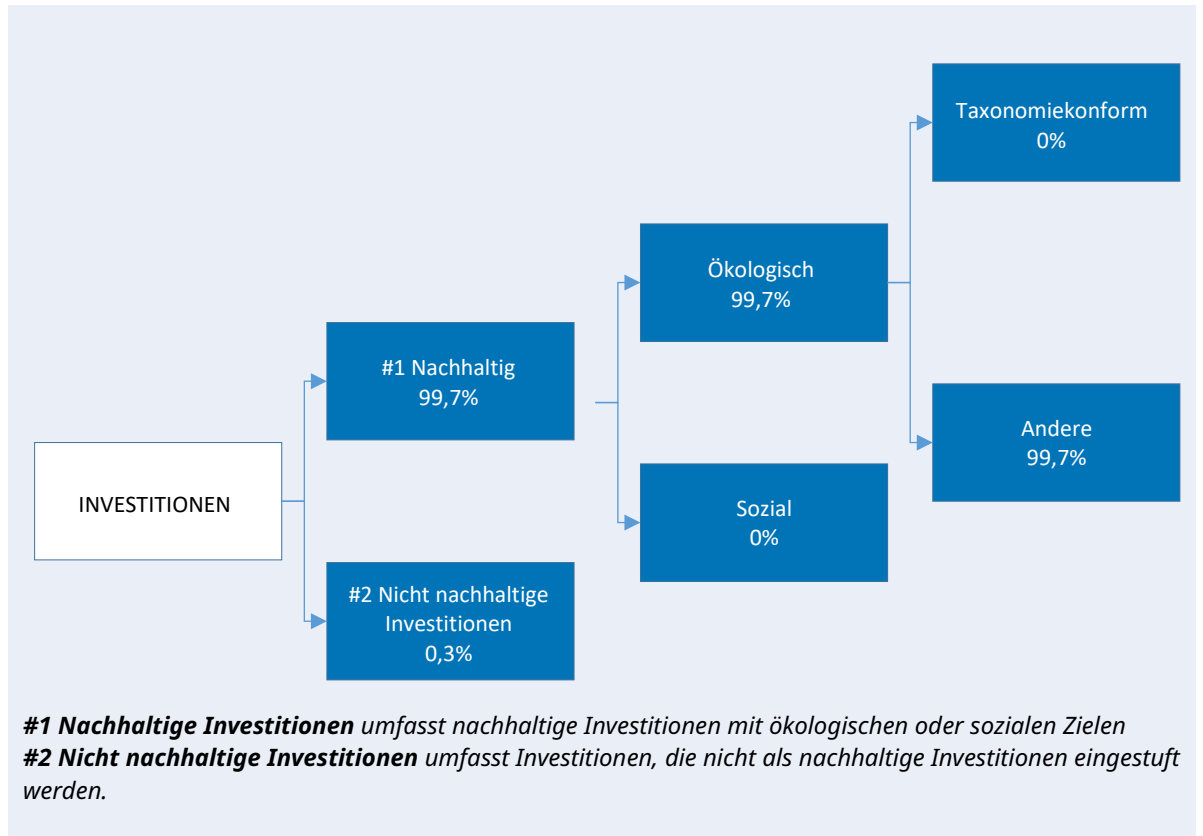 Taxonomiekonform
0%
Ökologisch
99,7%
#1 Nachhaltig
99,7%
Andere
99,7%
INVESTITIONEN
Sozial
0%
#2 Nicht nachhaltige
Investitionen
0,3%
#1 Nachhaltige Investitionen umfasst nachhaltige Investitionen mit ökologischen oder sozialen Zielen
#2 Nicht nachhaltige Investitionen umfasst Investitionen, die nicht als nachhaltige Investitionen eingestuft
werden.